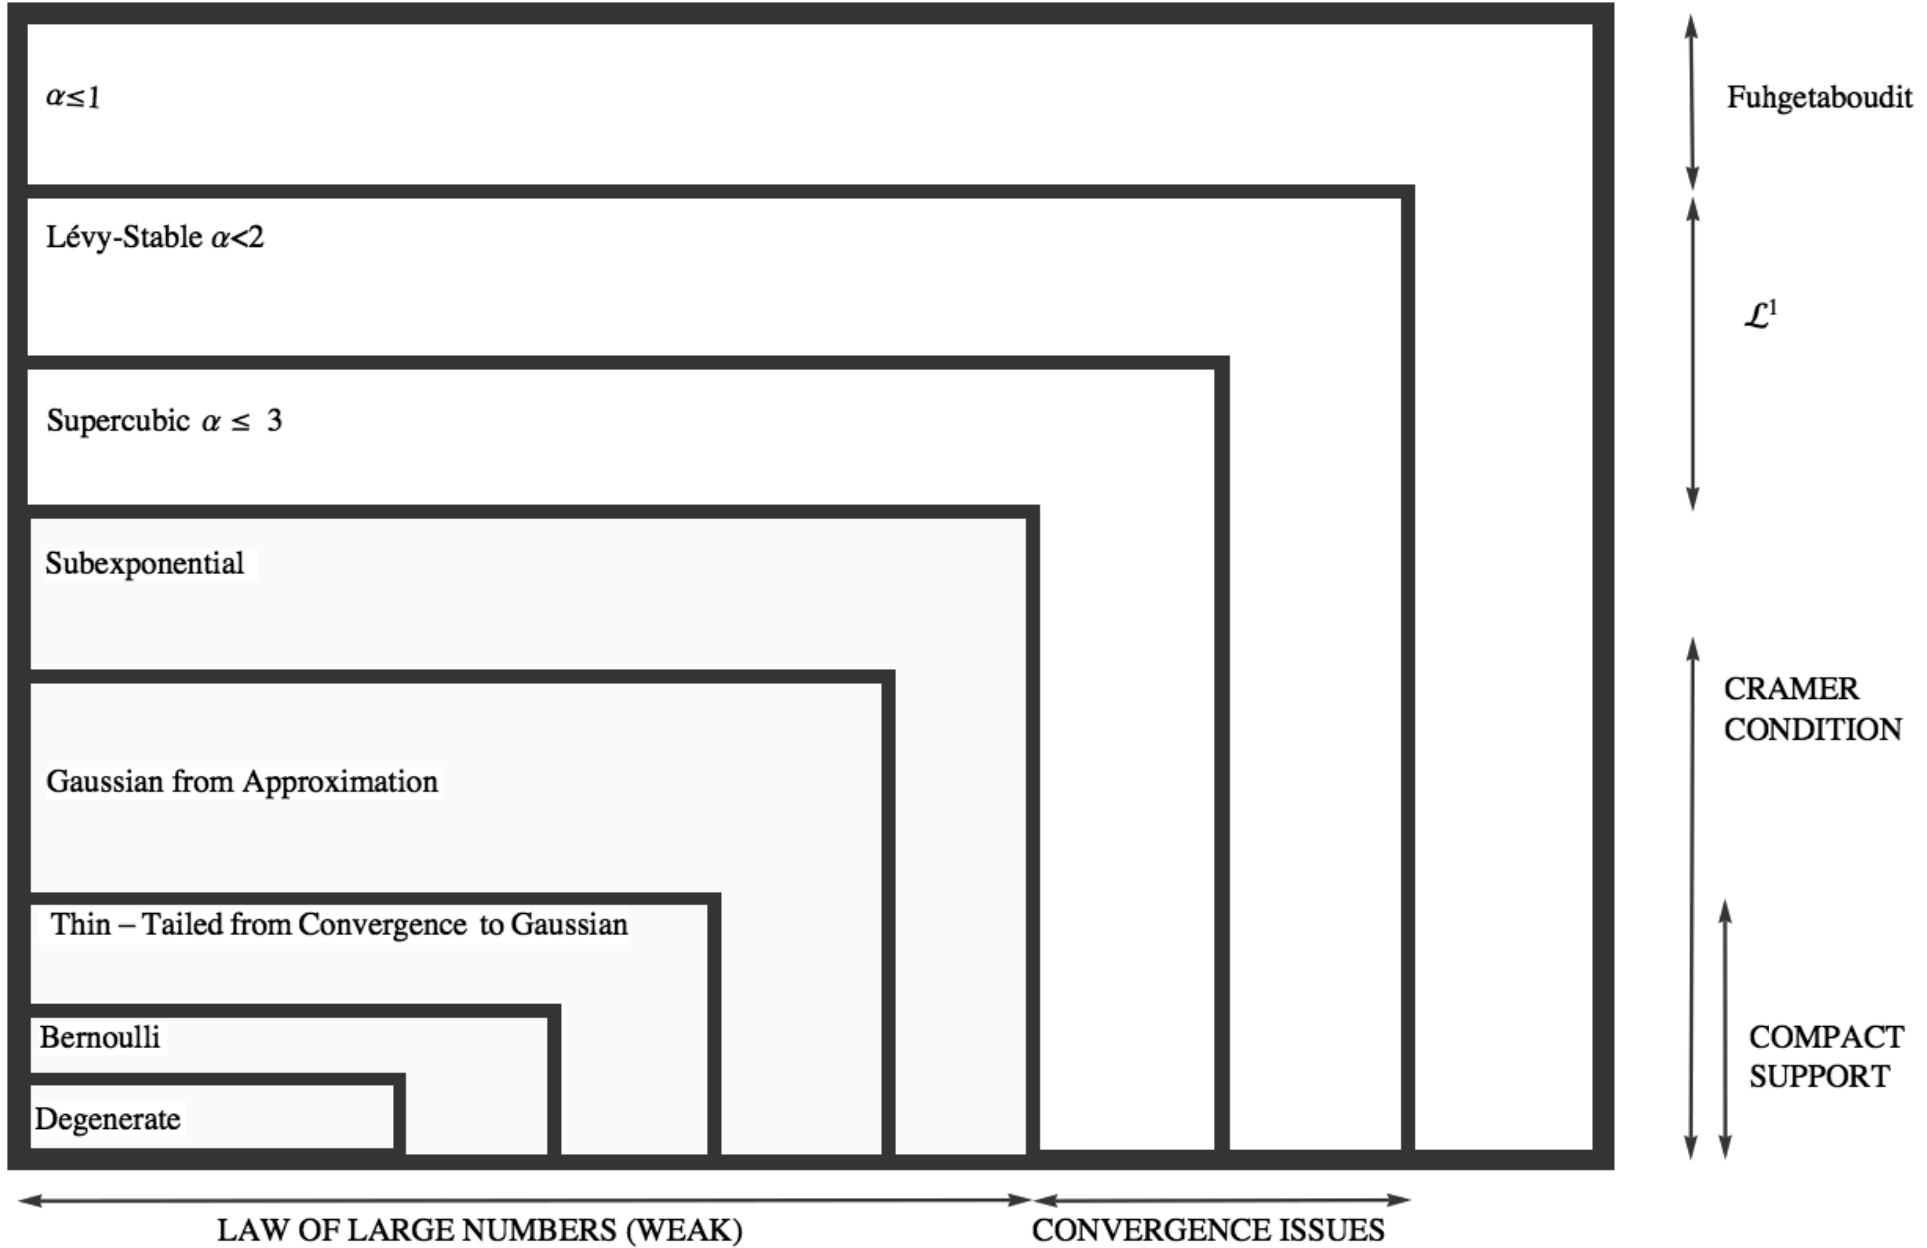 α≤1
Fuhgetaboudit
Lévy-Stable α<2
ℒ¹
Supercubic α ≤ 3
Subexponential
CRAMER
CONDITION
Gaussian from Approximation
Thin – Tailed from Convergence to Gaussian
Bernoulli
COMPACT
SUPPORT
Degenerate
LAW OF LARGE NUMBERS (WEAK)
CONVERGENCE ISSUES